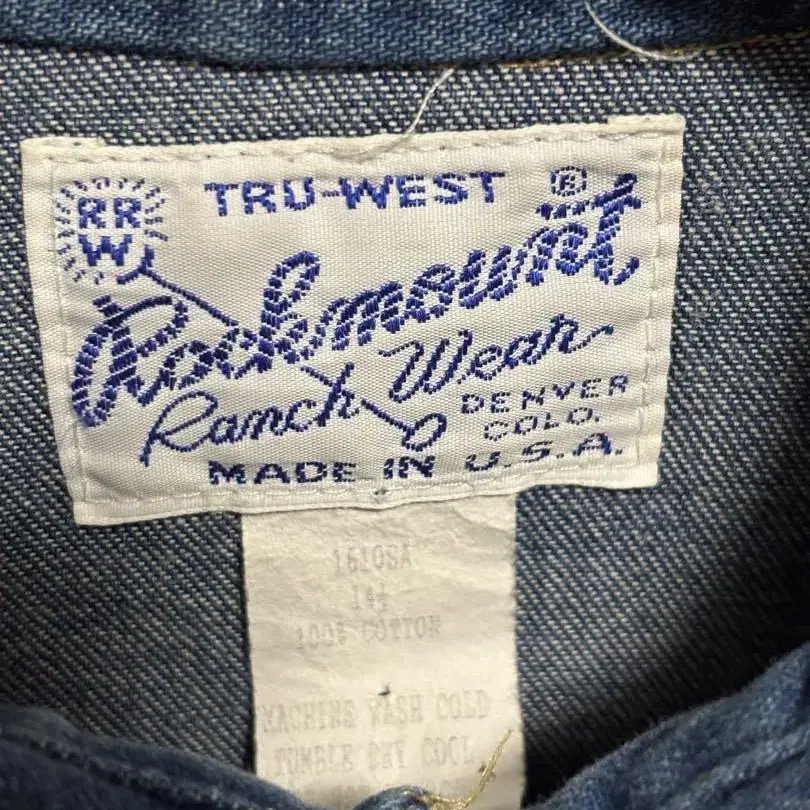 RR
W
TRU-WEST ®
Rockmount
Ranch Wear
DENVER
COLO.
MADE IN U.S.A.
1610SA
14½
100% COTTON
MACHINE WASH COLD
TUMBLE DRY COOL